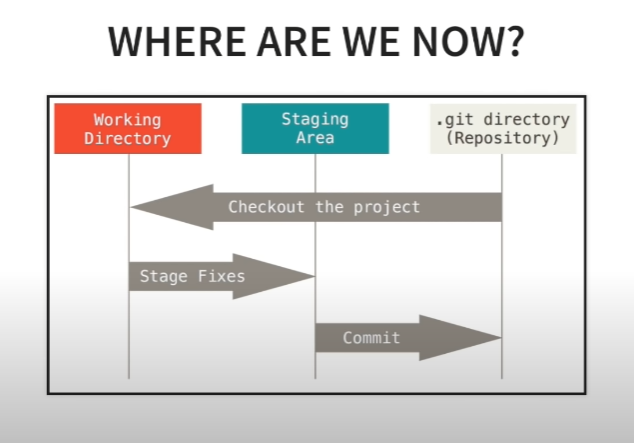 WHERE ARE WE NOW?
Working
Directory
Staging
Area
.git directory
(Repository)
Checkout the project
Stage Fixes
Commit